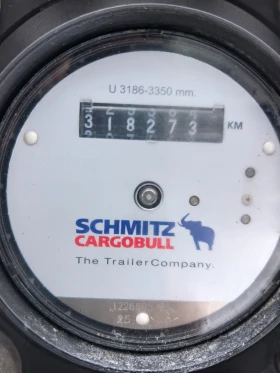 U 3186-3350 mm.
318273 KM
SCHMITZ
CARGOBULL
The TrailerCompany.